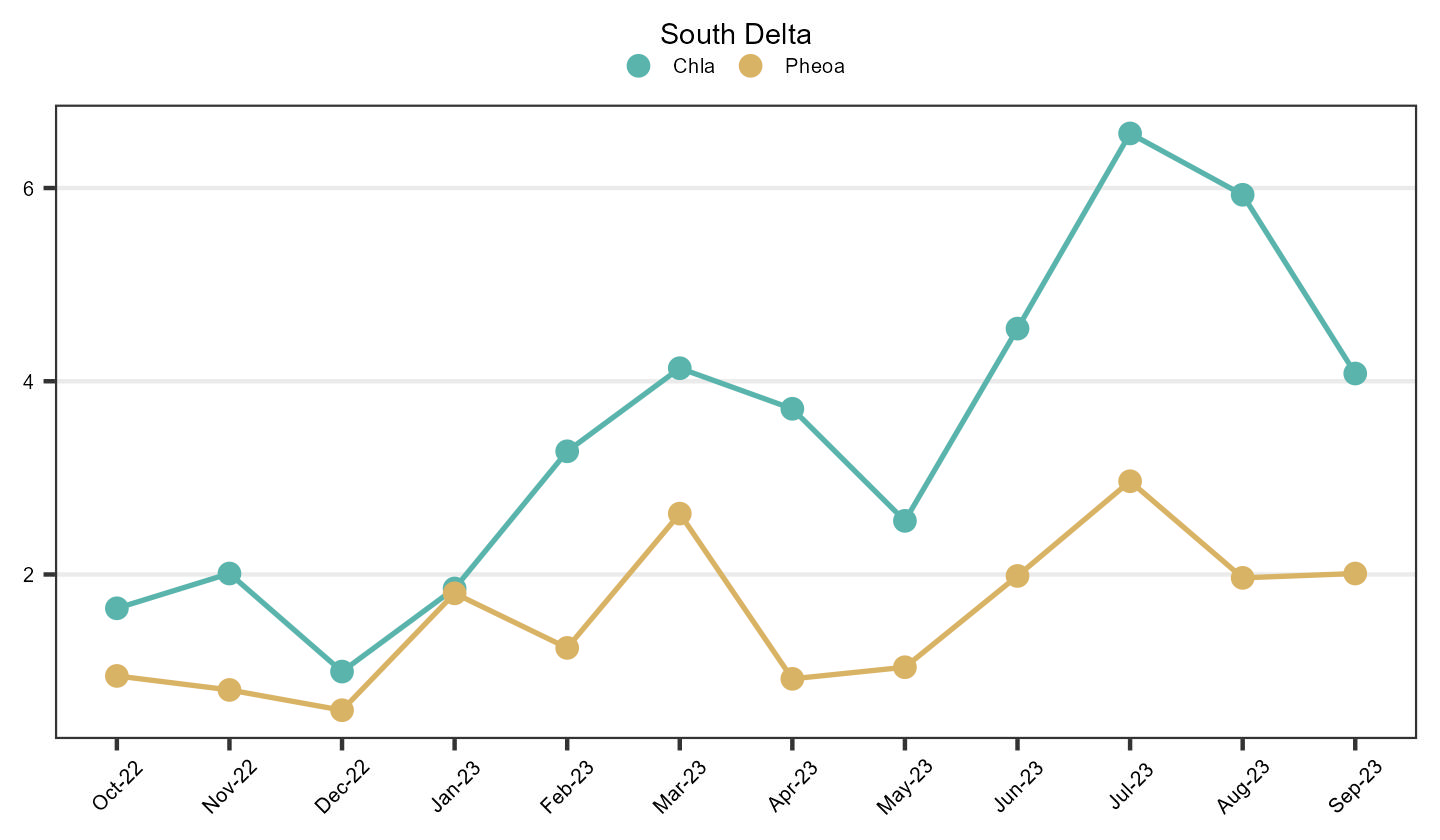 South Delta
Chla Pheoa
6
4
2
Oct-22 Nov-22 Dec-22 Jan-23 Feb-23 Mar-23 Apr-23 May-23 Jun-23 Jul-23 Aug-23 Sep-23